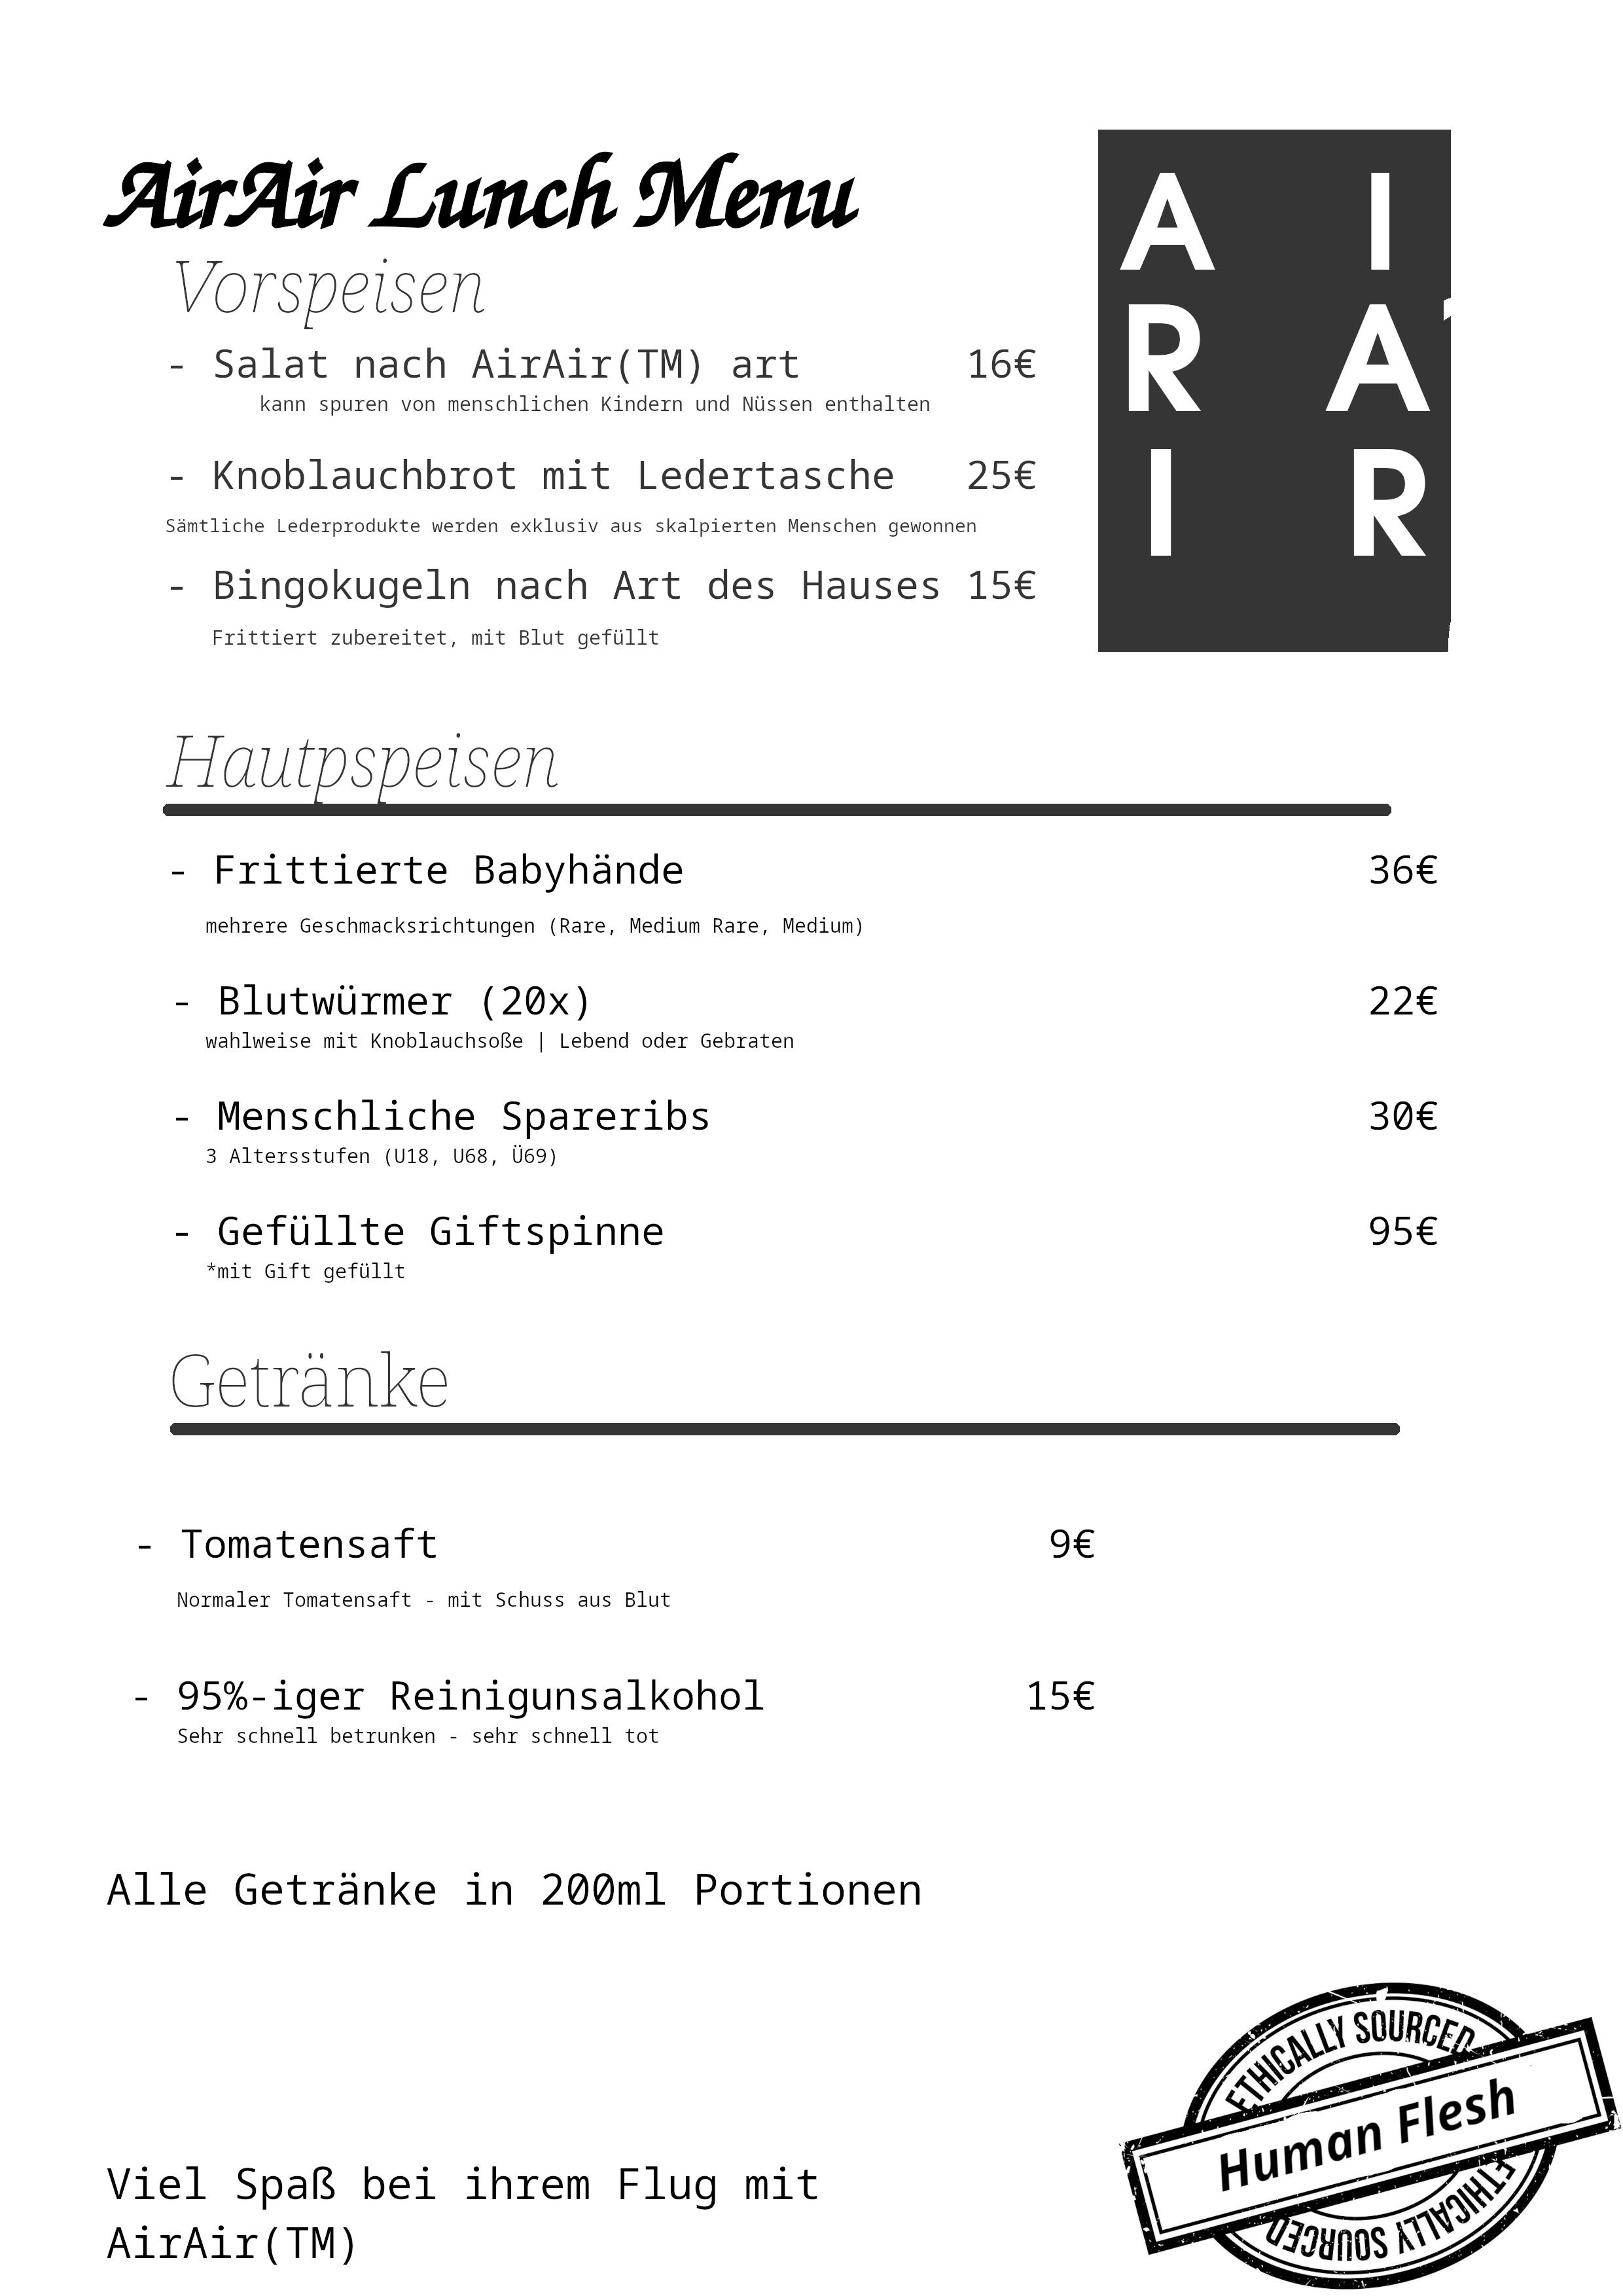 AirAir Lunch Menu
Vorspeisen
- Salat nach AirAir(TM) art 16€
kann spuren von menschlichen Kindern und Nüssen enthalten
- Knoblauchbrot mit Ledertasche 25€
Sämtliche Lederprodukte werden exklusiv aus skalpierten Menschen gewonnen
- Bingokugeln nach Art des Hauses 15€
Frittiert zubereitet, mit Blut gefüllt
A I
R A
I R
Hautpspeisen
- Frittierte Babyhände 36€
mehrere Geschmacksrichtungen (Rare, Medium Rare, Medium)
- Blutwürmer (20x) 22€
wahlweise mit Knoblauchsoße | Lebend oder Gebraten
- Menschliche Spareribs 30€
3 Altersstufen (U18, U68, Ü69)
- Gefüllte Giftspinne 95€
*mit Gift gefüllt
Getränke
- Tomatensaft 9€
Normaler Tomatensaft - mit Schuss aus Blut
- 95%-iger Reinigunsalkohol 15€
Sehr schnell betrunken - sehr schnell tot
Alle Getränke in 200ml Portionen
Viel Spaß bei ihrem Flug mit
AirAir(TM)
ETHICALLY SOURCED
Human Flesh
ETHICALLY SOURCED